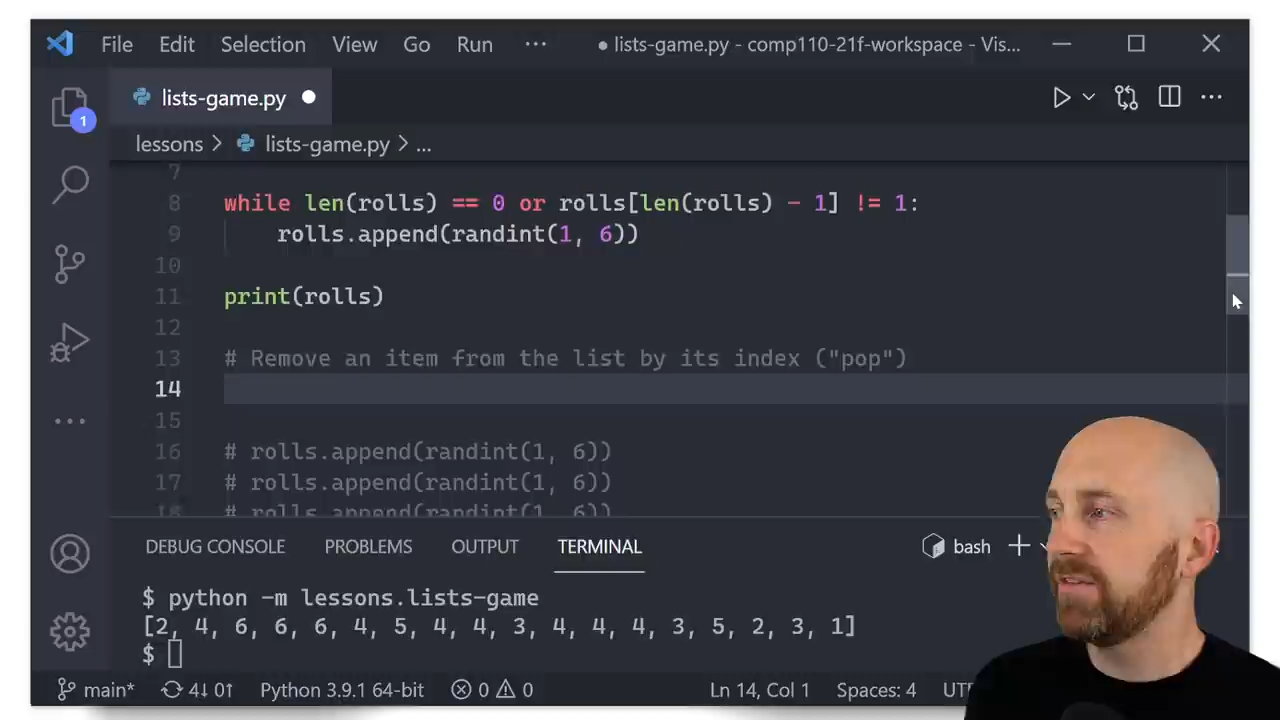 File Edit Selection View Go Run ··· ● lists-game.py - comp110-21f-workspace - Vis...
lists-game.py
lessons > lists-game.py > ...
1
7
8 while len(rolls) == 0 or rolls[len(rolls) - 1] != 1:
9 rolls.append(randint(1, 6))
10
11 print(rolls)
12
13 # Remove an item from the list by its index ("pop")
14
15
16 # rolls.append(randint(1, 6))
17 # rolls.append(randint(1, 6))
18 # rolls.append(randint(1, 6))
DEBUG CONSOLE PROBLEMS OUTPUT TERMINAL bash
$ python -m lessons.lists-game
[2, 4, 6, 6, 6, 4, 5, 4, 4, 3, 4, 4, 4, 3, 5, 2, 3, 1]
$
main* 4↓ 0↑ Python 3.9.1 64-bit 0 0 Ln 14, Col 1 Spaces: 4